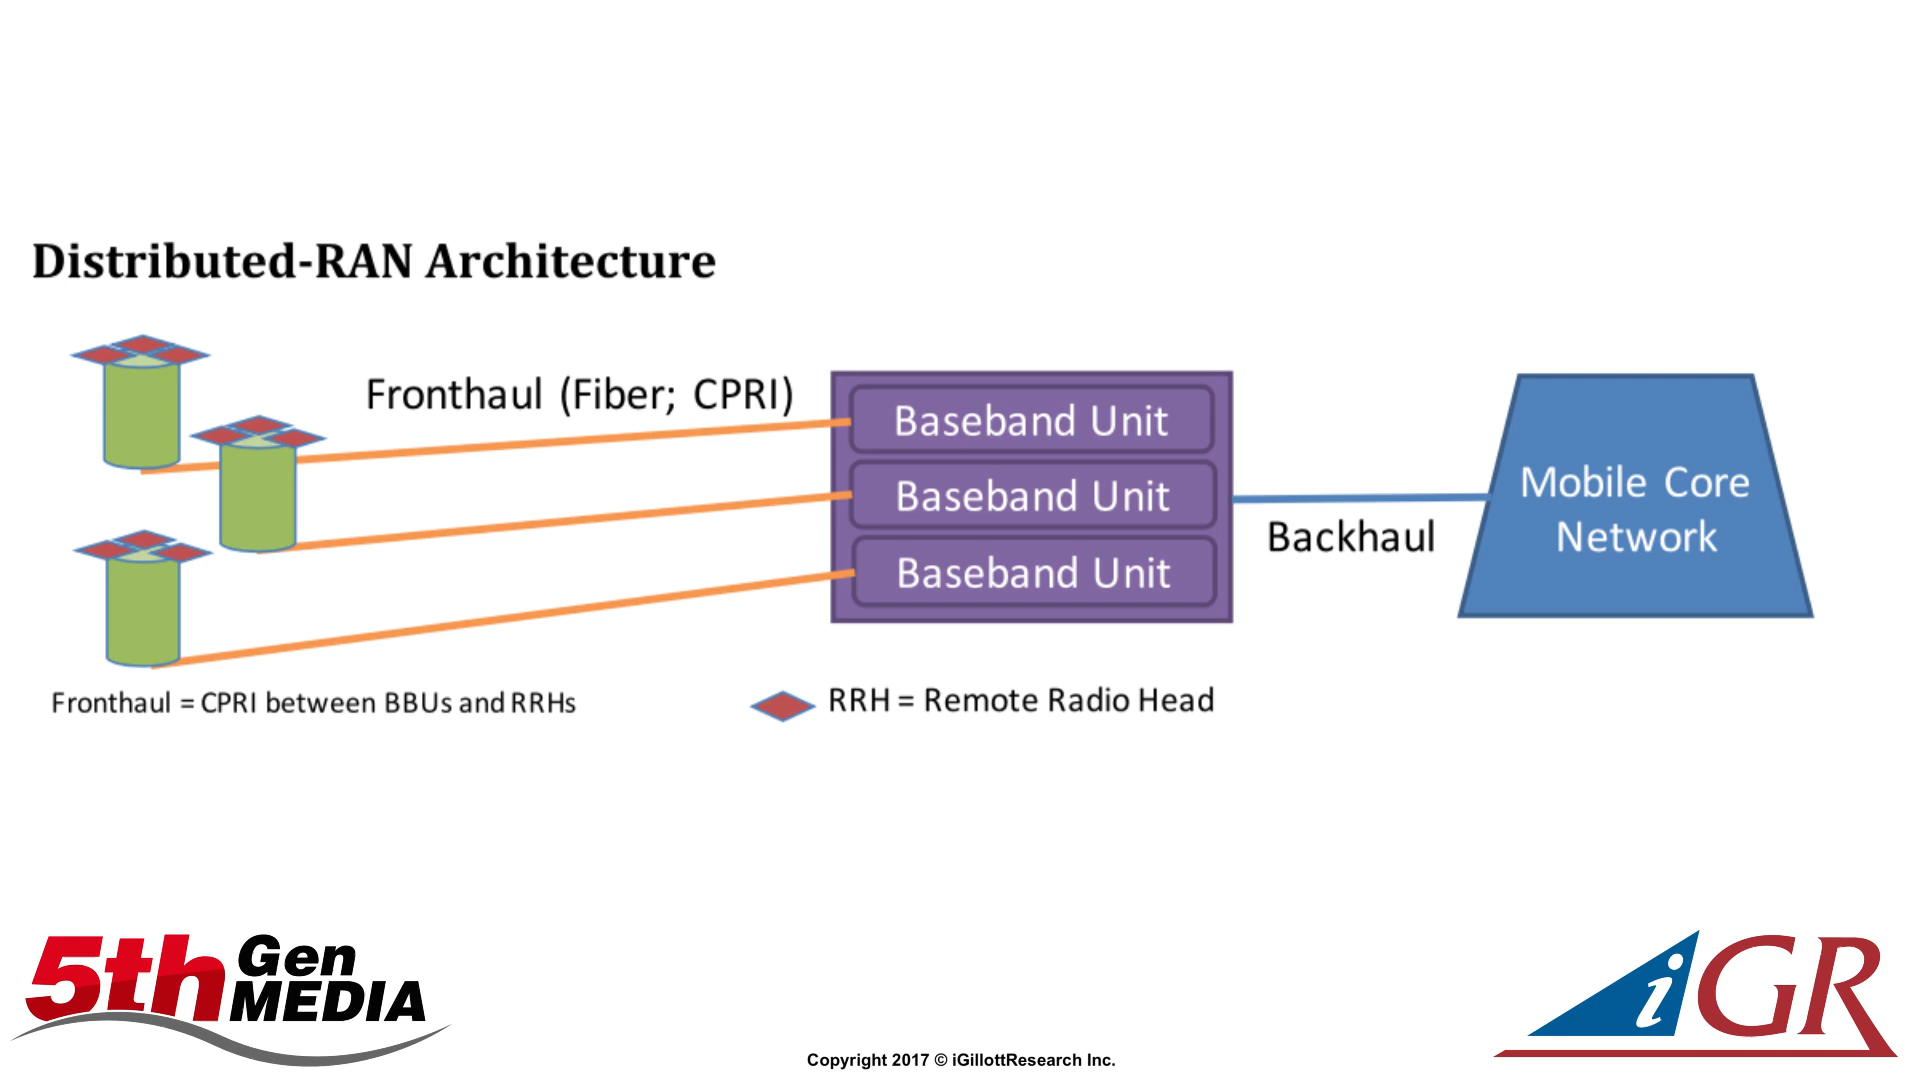 Distributed-RAN Architecture
Fronthaul (Fiber; CPRI)
Baseband Unit
Baseband Unit
Baseband Unit
Backhaul
Mobile Core
Network
Fronthaul = CPRI between BBUs and RRHs
RRH = Remote Radio Head
5th Gen
MEDIA
iGR
Copyright 2017 © iGillottResearch Inc.